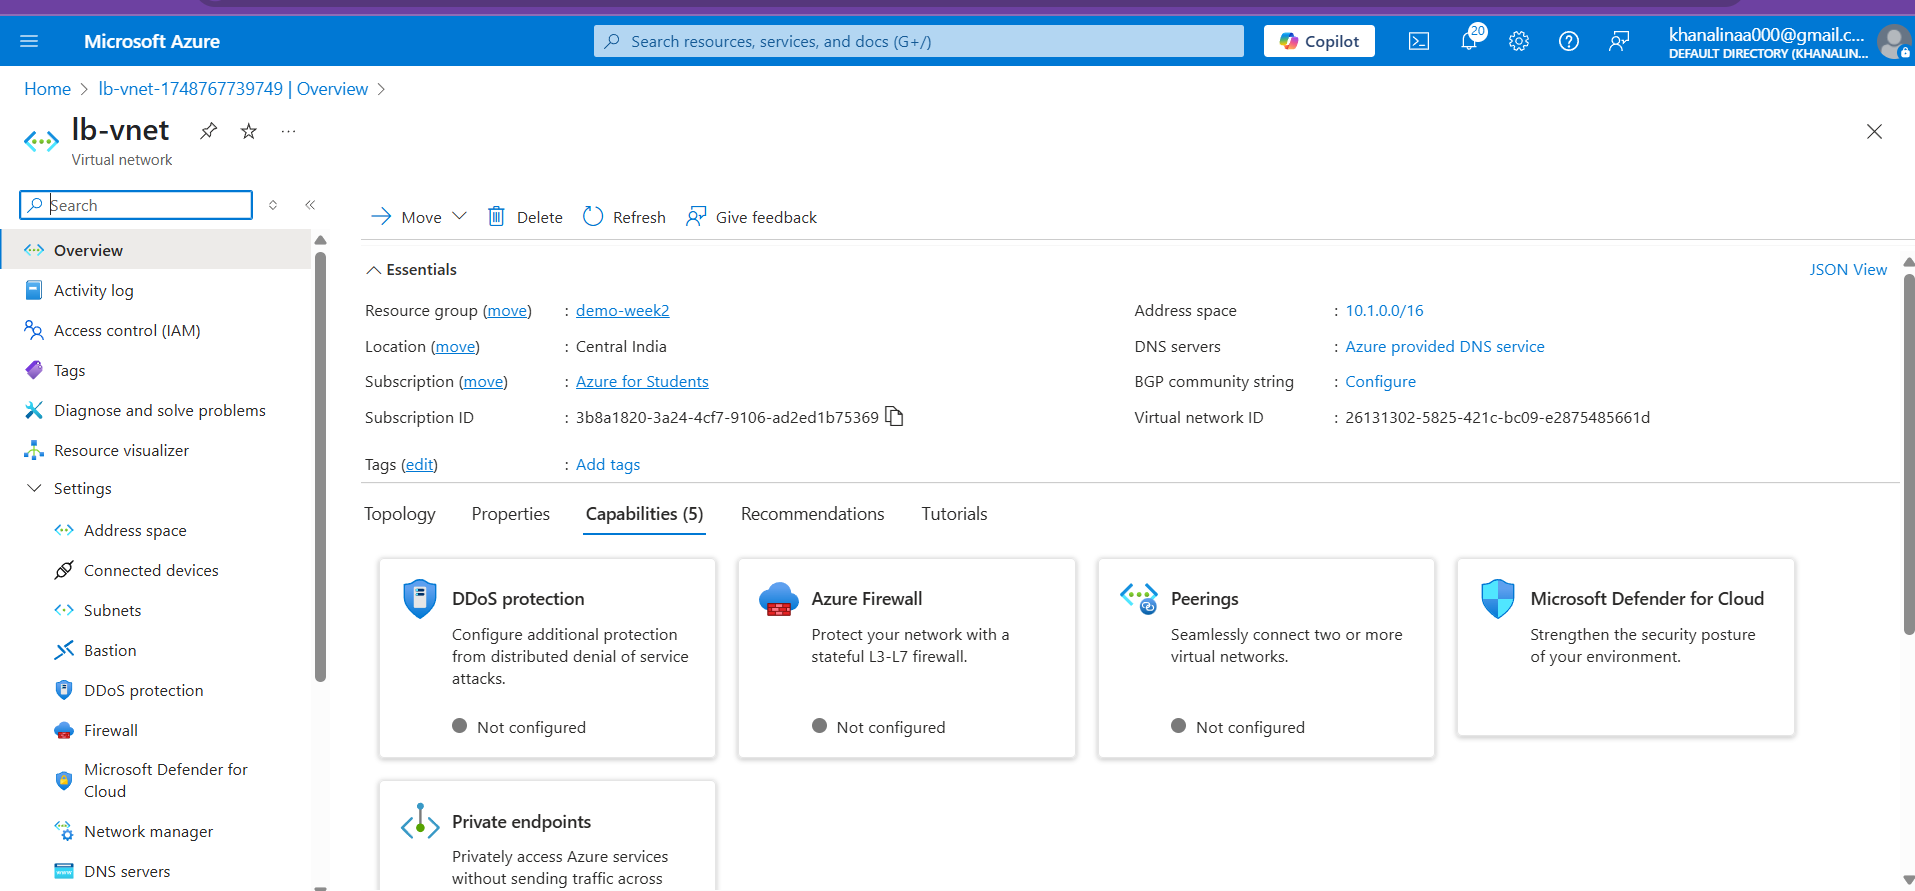 Microsoft Azure
Search resources, services, and docs (G+/)
Copilot
20
khanalinaa000@gmail.c...
DEFAULT DIRECTORY (KHANALIN...
Home > lb-vnet-1748767739749 | Overview >
lb-vnet
Virtual network
Search
Overview
Activity log
Access control (IAM)
Tags
Diagnose and solve problems
Resource visualizer
Settings
Address space
Connected devices
Subnets
Bastion
DDoS protection
Firewall
Microsoft Defender for
Cloud
Network manager
DNS servers
Move
Delete
Refresh
Give feedback
Essentials
JSON View
Resource group (move) : demo-week2
Location (move) : Central India
Subscription (move) : Azure for Students
Subscription ID : 3b8a1820-3a24-4cf7-9106-ad2ed1b75369
Tags (edit) : Add tags
Address space : 10.1.0.0/16
DNS servers : Azure provided DNS service
BGP community string : Configure
Virtual network ID : 26131302-5825-421c-bc09-e2875485661d
Topology
Properties
Capabilities (5)
Recommendations
Tutorials
DDoS protection
Configure additional protection
from distributed denial of service
attacks.
Not configured
Azure Firewall
Protect your network with a
stateful L3-L7 firewall.
Not configured
Peerings
Seamlessly connect two or more
virtual networks.
Not configured
Microsoft Defender for Cloud
Strengthen the security posture
of your environment.
Private endpoints
Privately access Azure services
without sending traffic across